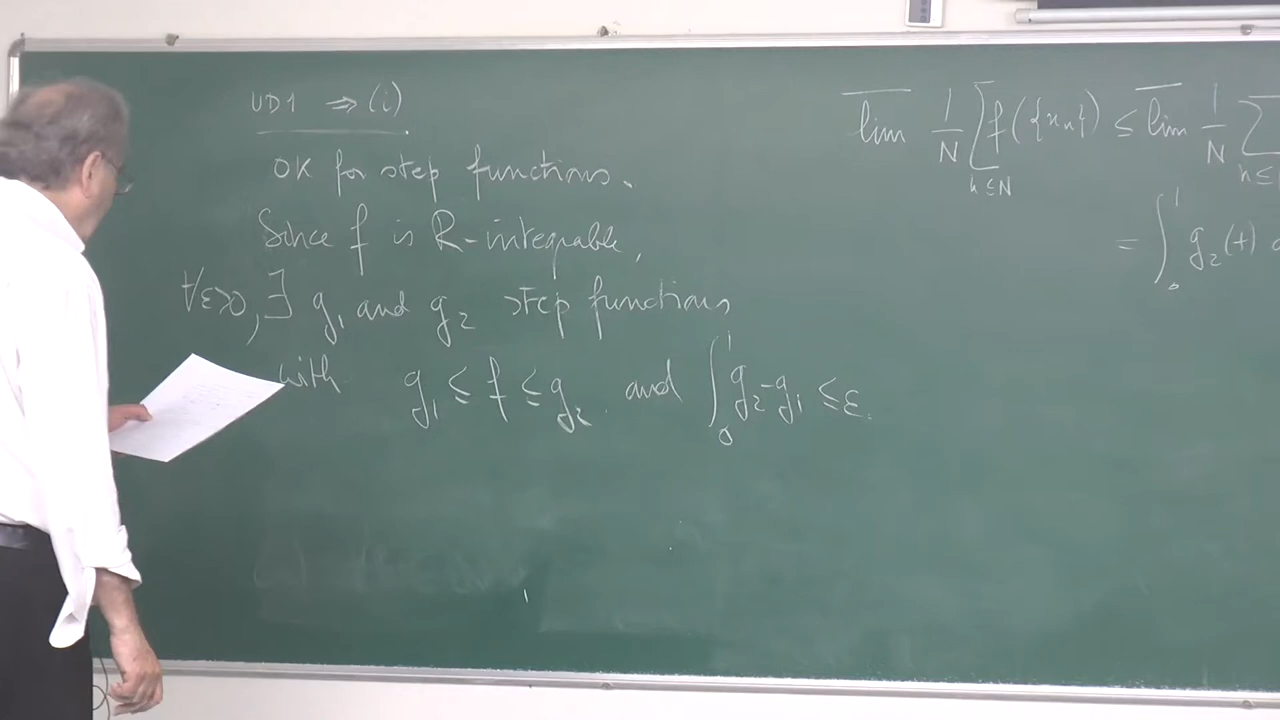 UD1 ⇒ (i)
OK for step functions.
Since f is R-integrable,
∀ε>0, ∃ g₁ and g₂ step functions
with g₁ ≤ f ≤ g₂ and ∫₀¹ g₂-g₁ ≤ ε.
lim̅ 1/N ∑_{n≤N} f({xₙ}) ≤ lim̅ 1/N ∑_{n≤
= ∫₀¹ g₂(t)